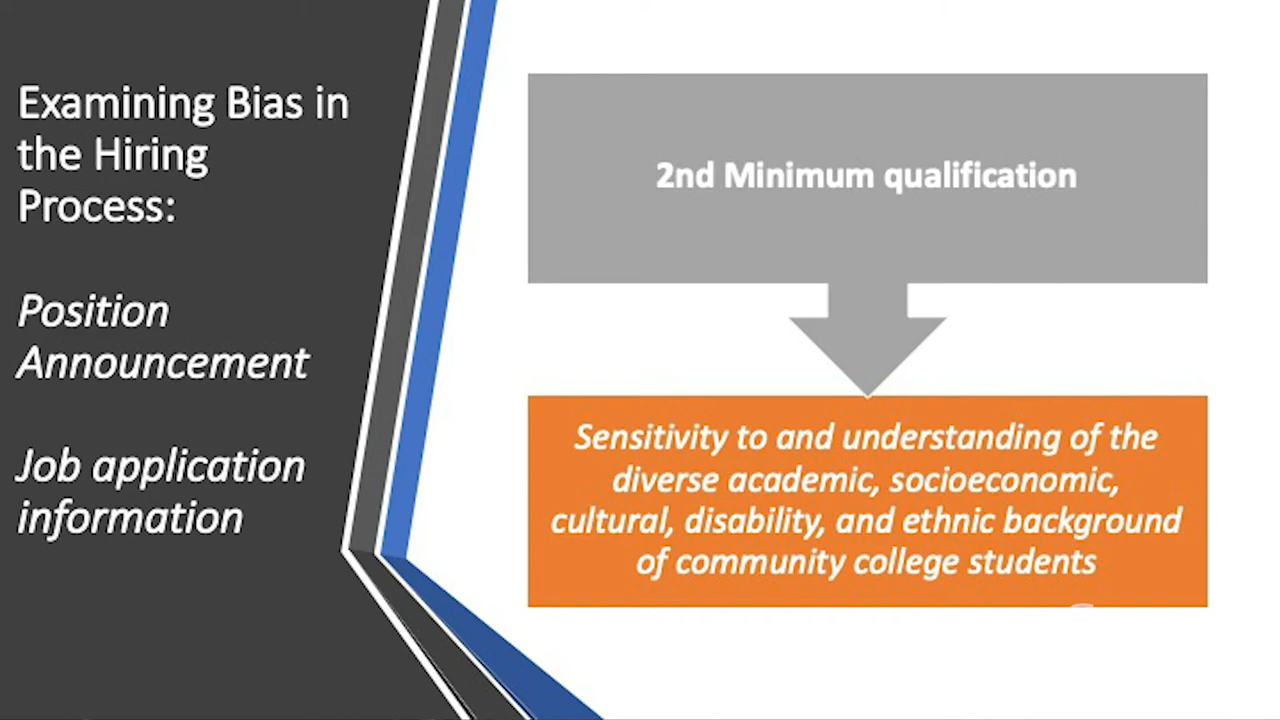 Examining Bias in
the Hiring
Process:
Position
Announcement
Job application
information
2nd Minimum qualification
Sensitivity to and understanding of the
diverse academic, socioeconomic,
cultural, disability, and ethnic background
of community college students